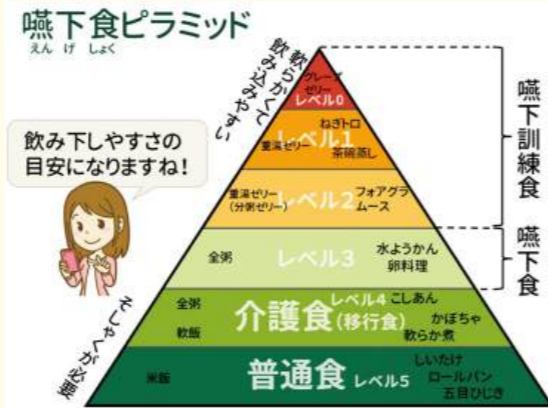 嚥下食ピラミッド
えん げ しょく
軟らかくて
飲み込みやすい
グレープ
ゼリー
レベル0
ねぎトロ
レベル1
重湯ゼリー
茶碗蒸し
重湯ゼリー
(分粥ゼリー)
レベル2
フォアグラ
ムース
全粥
レベル3
水ようかん
卵料理
全粥
軟飯
レベル4
介護食(移行食)
こしあん
かぼちゃ
軟らか煮
米飯
普通食 レベル5
しいたけ
ロールパン
五目ひじき
そしゃくが必要
嚥下訓練食
嚥下食
飲み下しやすさの
目安になりますね!